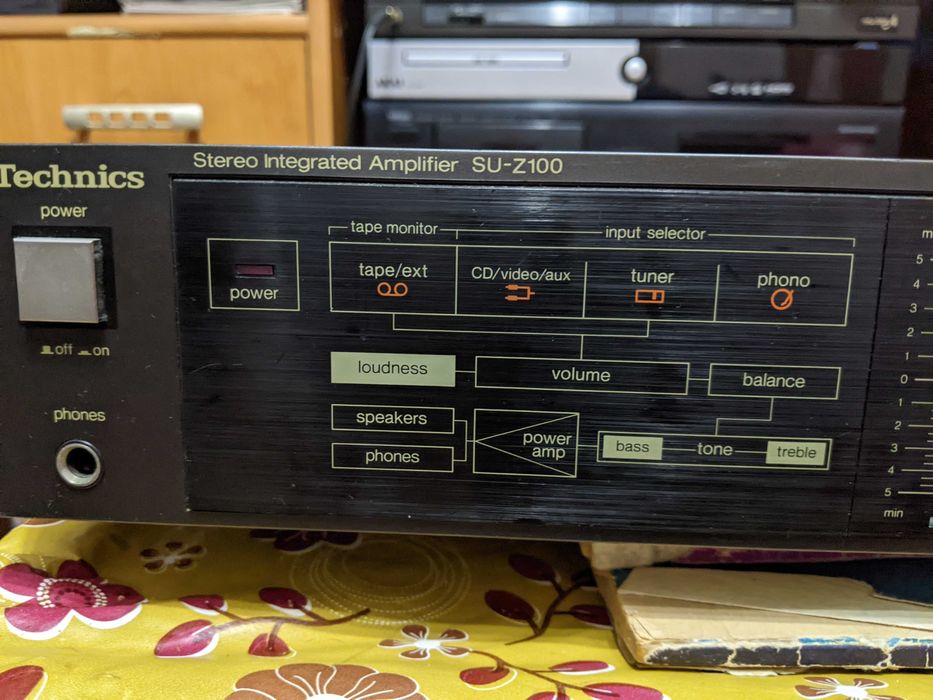 Technics
Stereo Integrated Amplifier SU-Z100
power
power
off on
phones
tape monitor
input selector
tape/ext
CD/video/aux
tuner
phono
loudness
volume
balance
speakers
phones
power
amp
bass
tone
treble
5
4
3
2
1
0
1
2
3
4
5
min